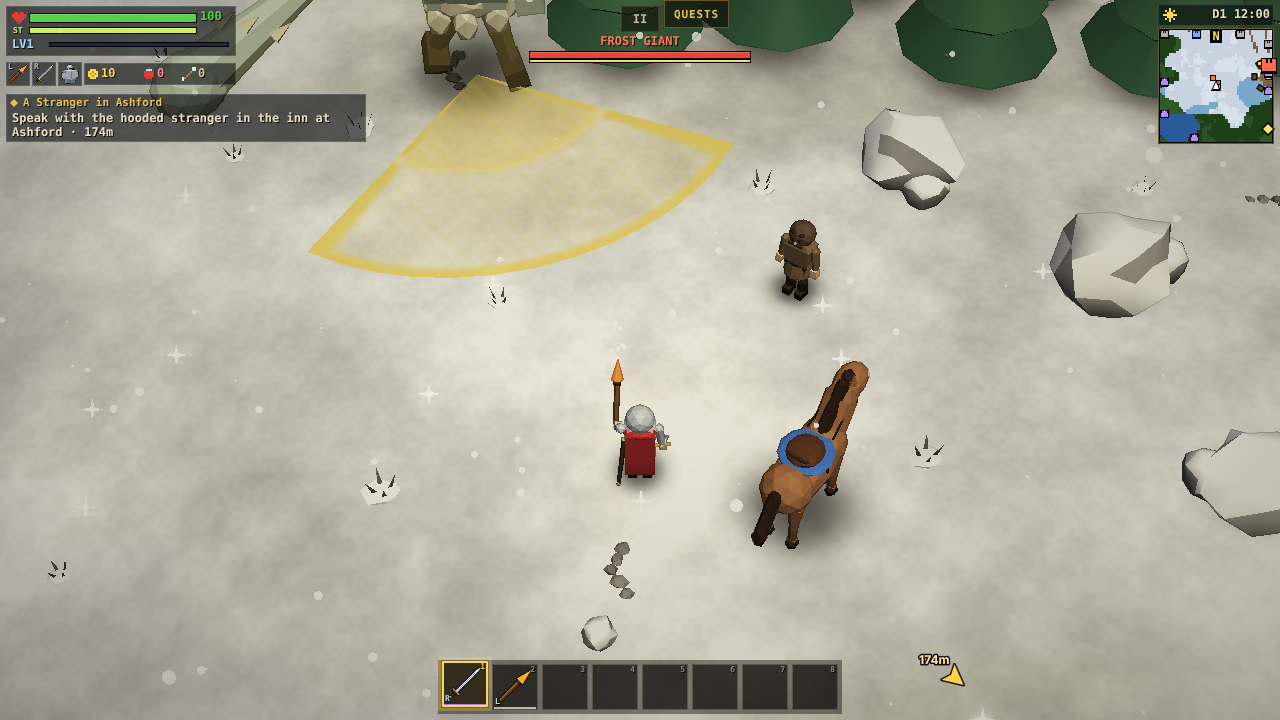 100
ST
LV1
L R
10 0 0
◆ A Stranger in Ashford
Speak with the hooded stranger in the inn at
Ashford · 174m
II
QUESTS
FROST GIANT
D1 12:00
N
174m
1 2 3 4 5 6 7 8
R L